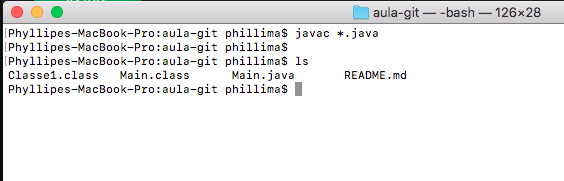 aula-git — -bash — 126×28
[Phyllipes-MacBook-Pro:aula-git phillima$ javac *.java
[Phyllipes-MacBook-Pro:aula-git phillima$
[Phyllipes-MacBook-Pro:aula-git phillima$ ls
Classe1.class Main.class Main.java README.md
Phyllipes-MacBook-Pro:aula-git phillima$